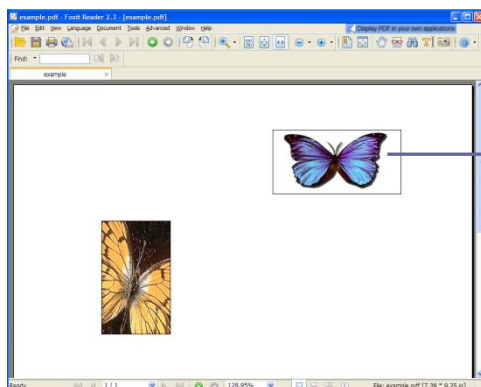 example.pdf - Foxit Reader 2.3 - [example.pdf]
File Edit View Language Document Tools Advanced Window Help
Display PDF in your own applications
Find:
example
Ready 1 / 1 128.95% File: example.pdf [7.38 * 9.25 in]